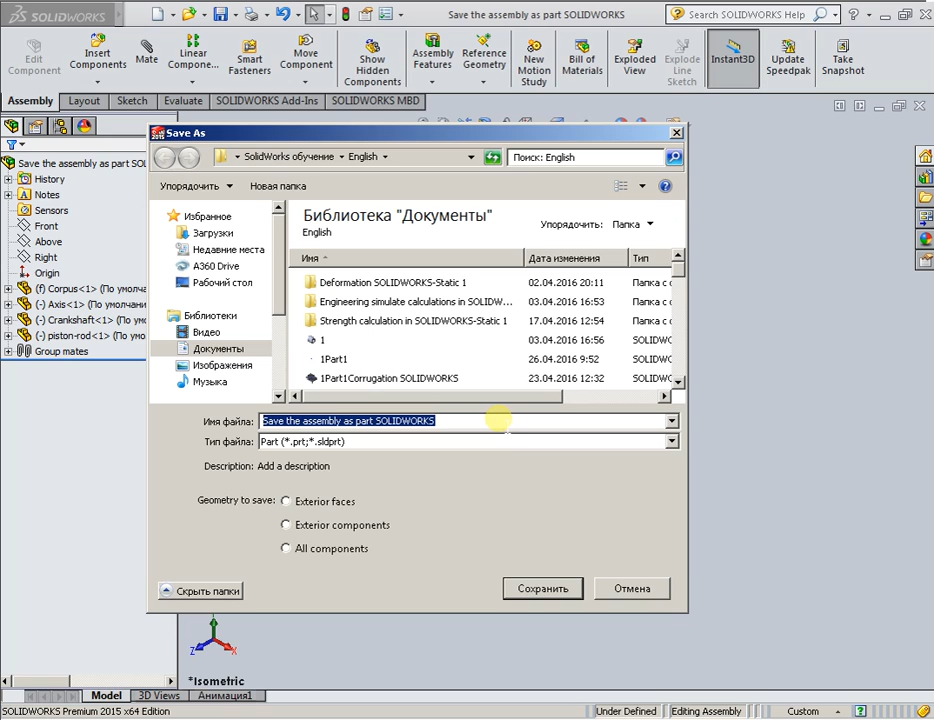 SOLIDWORKS
Save the assembly as part SOLIDWORKS
Search SOLIDWORKS Help
Edit Component
Insert Components
Mate
Linear Compone...
Smart Fasteners
Move Component
Show Hidden Components
Assembly Features
Reference Geometry
New Motion Study
Bill of Materials
Exploded View
Explode Line Sketch
Instant3D
Update Speedpak
Take Snapshot
Assembly
Layout
Sketch
Evaluate
SOLIDWORKS Add-Ins
SOLIDWORKS MBD
Save the assembly as part SOL
History
Notes
Sensors
Front
Above
Right
Origin
(f) Corpus<1> (По умолча
(-) Axis<1> (По умолчани
(-) Crankshaft<1> (По умо
(-) piston-rod<1> (По умо
Group mates
Save As
SolidWorks обучение
English
Поиск: English
Упорядочить
Новая папка
Избранное
Загрузки
Недавние места
A360 Drive
Рабочий стол
Библиотеки
Видео
Документы
Изображения
Музыка
Библиотека "Документы"
English
Упорядочить: Папка
Имя
Дата изменения
Тип
Deformation SOLIDWORKS-Static 1 02.04.2016 20:11 Папка с с
Engineering simulate calculations in SOLIDW... 03.04.2016 16:53 Папка с с
Strength calculation in SOLIDWORKS-Static 1 17.04.2016 12:54 Папка с с
1 03.04.2016 16:56 SOLIDWO
1Part1 26.04.2016 9:52 SOLIDWO
1Part1Corrugation SOLIDWORKS 23.04.2016 12:32 SOLIDWO
Имя файла: Save the assembly as part SOLIDWORKS
Тип файла: Part (*.prt;*.sldprt)
Description: Add a description
Geometry to save: Exterior faces
Exterior components
All components
Скрыть папки
Сохранить
Отмена
Z
X
*Isometric
Model
3D Views
Анимация1
SOLIDWORKS Premium 2015 x64 Edition
Under Defined
Editing Assembly
Custom